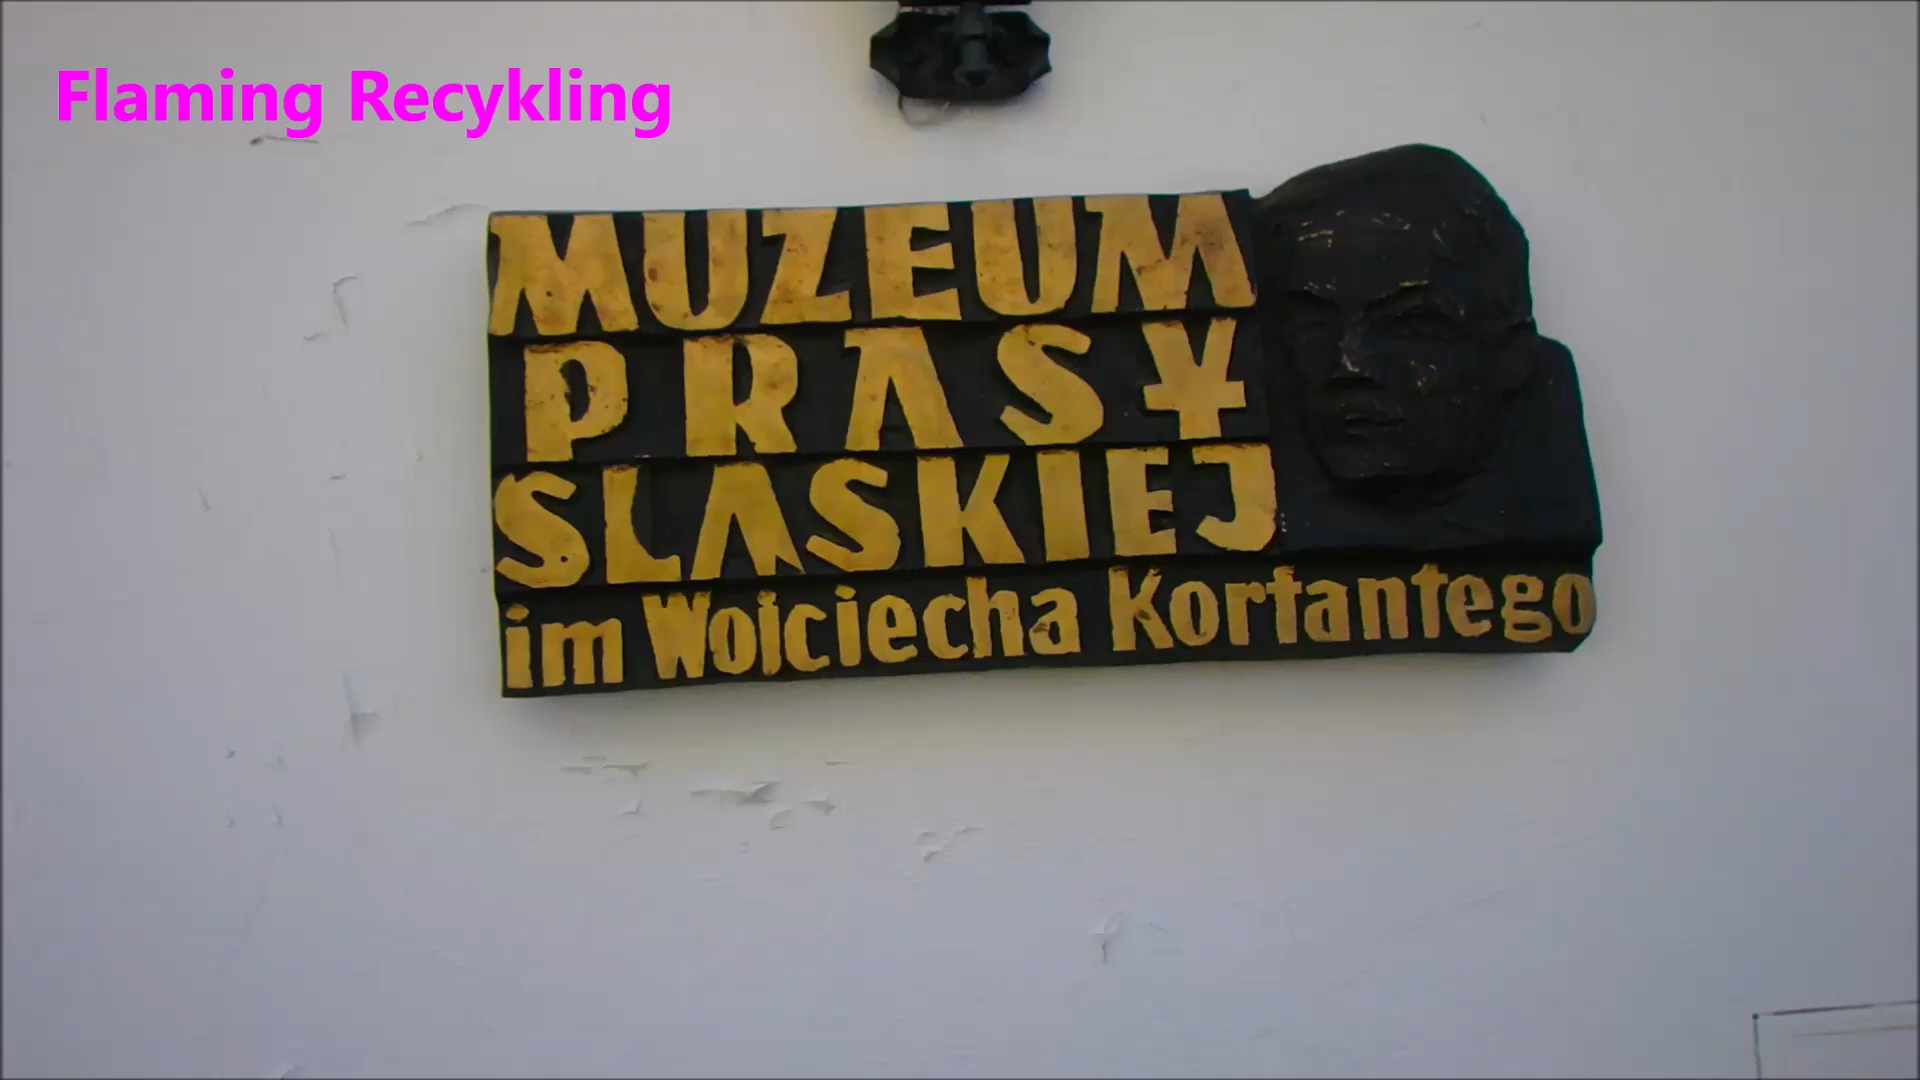 Flaming Recykling
MUZEUM
PRASY
SLASKIEJ
im Wojciecha Korfantego